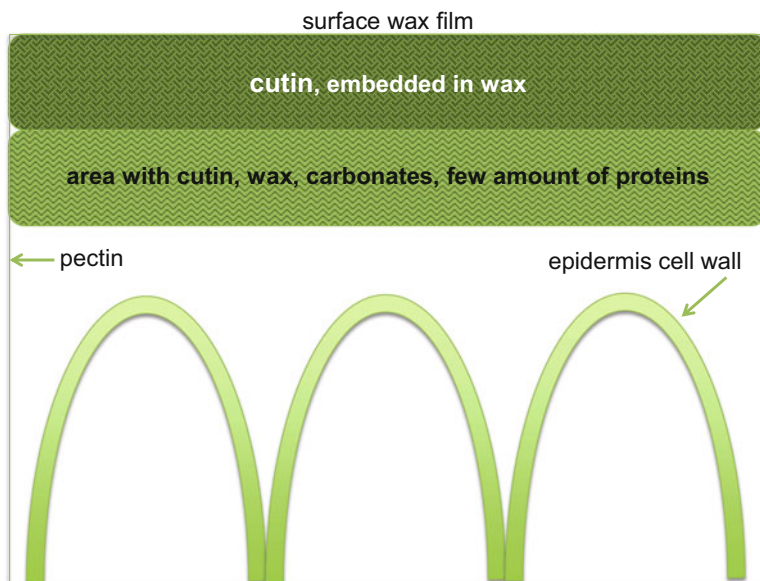 surface wax film
cutin, embedded in wax
area with cutin, wax, carbonates, few amount of proteins
pectin
epidermis cell wall